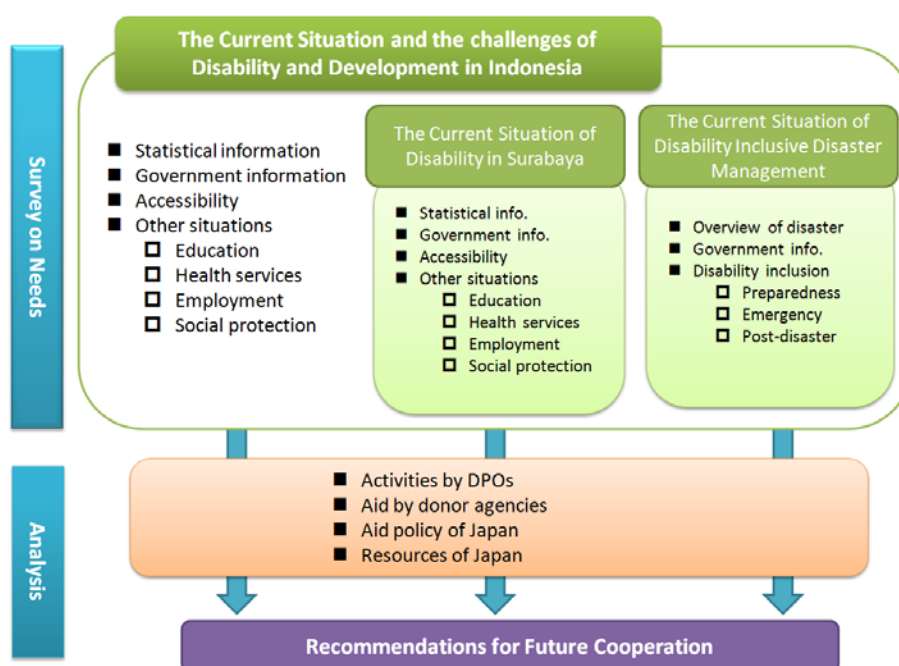 The Current Situation and the challenges of
Disability and Development in Indonesia
Survey on Needs
Statistical information
Government information
Accessibility
Other situations
Education
Health services
Employment
Social protection
The Current Situation of
Disability in Surabaya
Statistical info.
Government info.
Accessibility
Other situations
Education
Health services
Employment
Social protection
The Current Situation of
Disability Inclusive Disaster
Management
Overview of disaster
Government info.
Disability inclusion
Preparedness
Emergency
Post-disaster
Analysis
Activities by DPOs
Aid by donor agencies
Aid policy of Japan
Resources of Japan
Recommendations for Future Cooperation